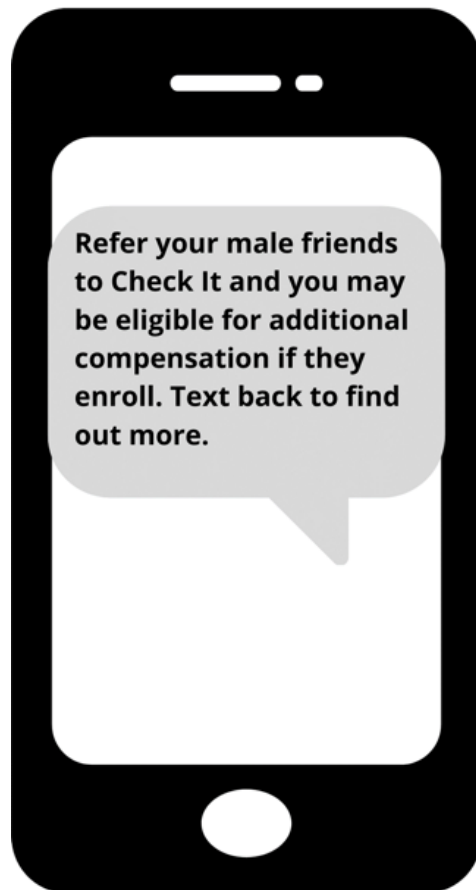 Refer your male friends
to Check It and you may
be eligible for additional
compensation if they
enroll. Text back to find
out more.